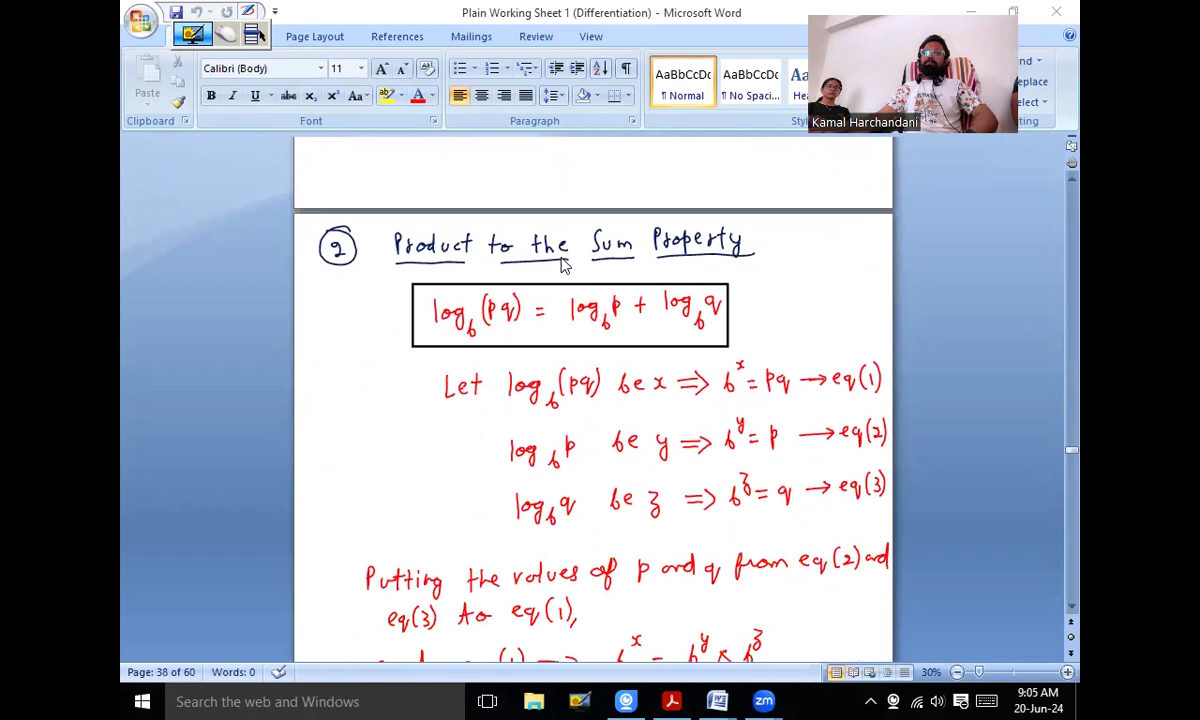 Plain Working Sheet 1 (Differentiation) - Microsoft Word
Page Layout References Mailings Review View
Paste
Calibri (Body) 11
AaBbCcDc AaBbCcDc
¶ Normal ¶ No Spaci...
Clipboard Font Paragraph
Kamal Harchandani
② Product to the Sum Property
log_b(pq) = log_b p + log_b q
Let log_b(pq) be x ⟹ b^x = pq → eq(1)
log_b p be y ⟹ b^y = p → eq(2)
log_b q be z ⟹ b^z = q → eq(3)
Putting the values of p and q from eq(2) and
eq(3) to eq(1),
b^x = b^y × b^z
Page: 38 of 60 Words: 0 30%
Search the web and Windows
9:05 AM
20-Jun-24